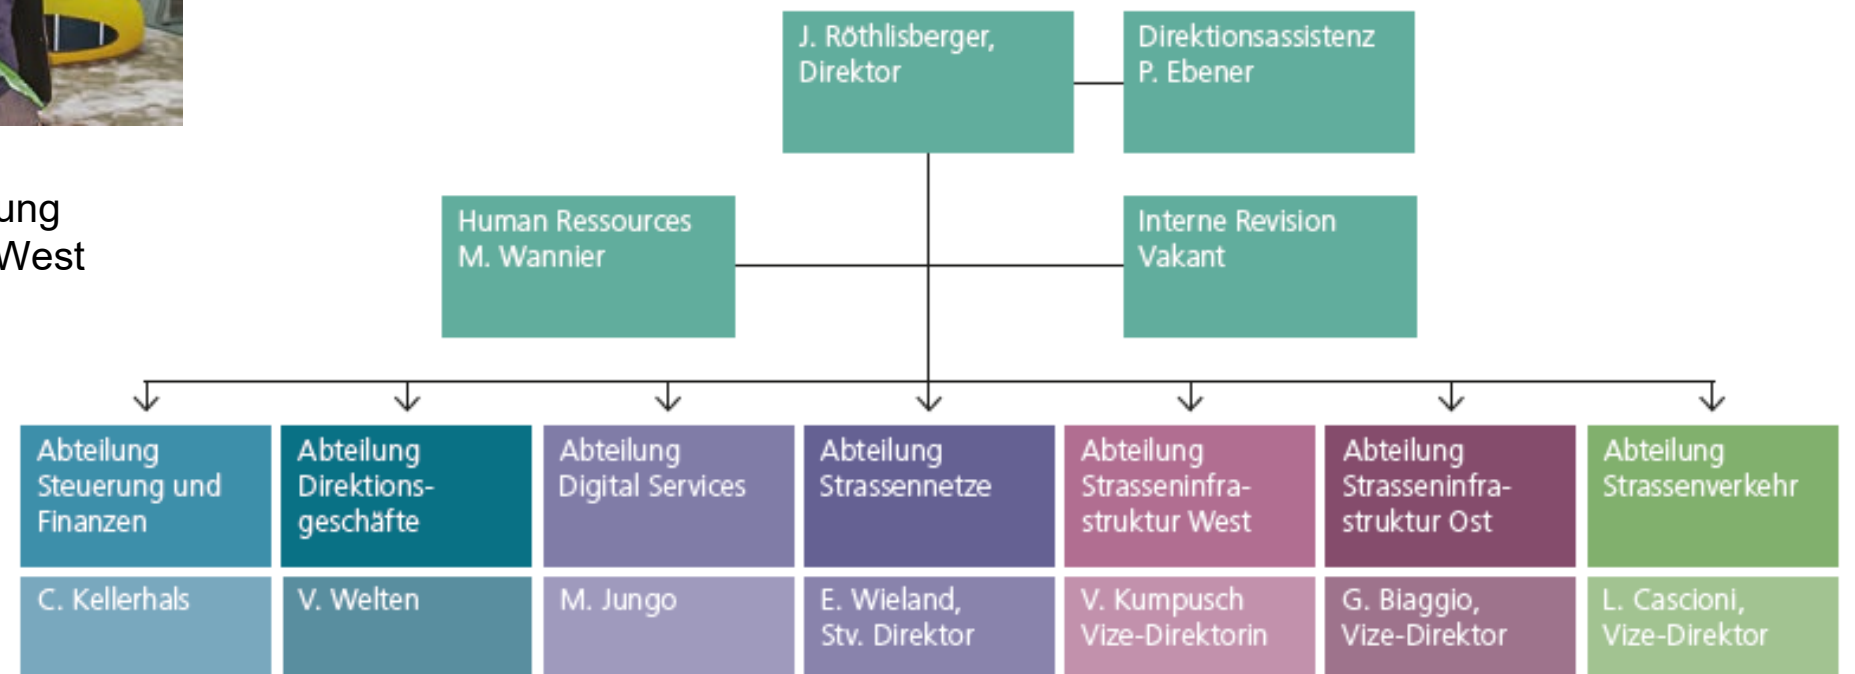 J. Röthlisberger,
Direktor
Direktionsassistenz
P. Ebener
ung
West
Human Ressources
M. Wannier
Interne Revision
Vakant
Abteilung
Steuerung und
Finanzen
C. Kellerhals
Abteilung
Direktions-
geschäfte
V. Welten
Abteilung
Digital Services
M. Jungo
Abteilung
Strassennetze
E. Wieland,
Stv. Direktor
Abteilung
Strasseninfra-
struktur West
V. Kumpusch
Vize-Direktorin
Abteilung
Strasseninfra-
struktur Ost
G. Biaggio,
Vize-Direktor
Abteilung
Strassenverkehr
L. Cascioni,
Vize-Direktor